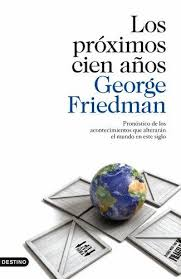 Los
próximos
cien años
George
Friedman
Pronóstico de los
acontecimientos que alterarán
el mundo en este siglo
DESTINO